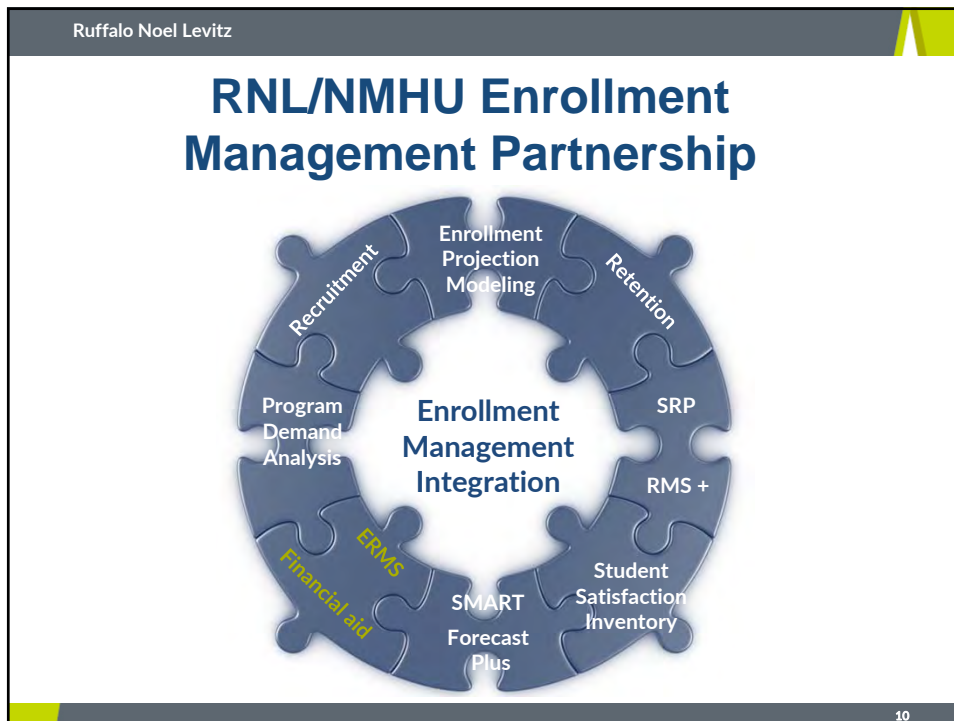 Ruffalo Noel Levitz
RNL/NMHU Enrollment
Management Partnership
Enrollment
Projection
Modeling
Recruitment
Retention
Program
Demand
Analysis
Enrollment
Management
Integration
SRP
RMS +
ERMS
Financial aid
SMART
Forecast
Plus
Student
Satisfaction
Inventory
10